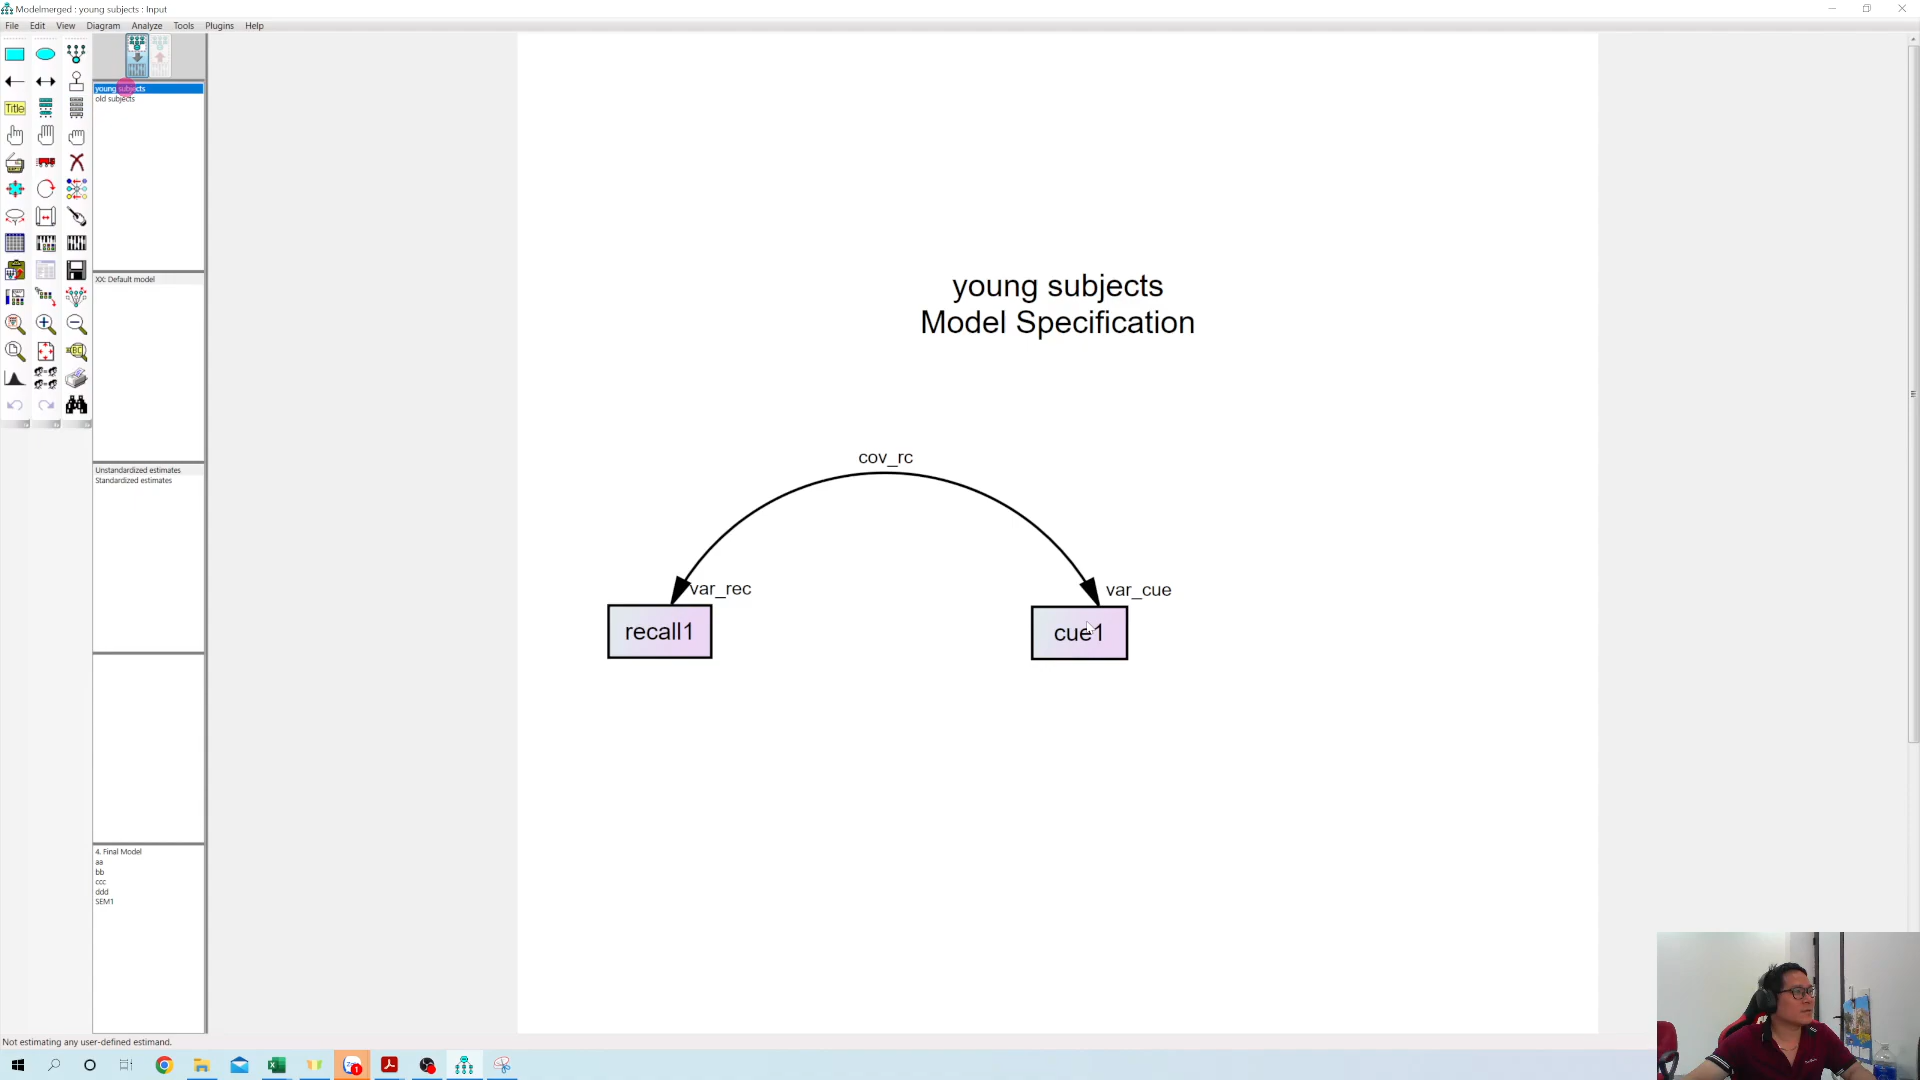 Modelmerged : young subjects : Input
File Edit View Diagram Analyze Tools Plugins Help
young subjects
old subjects
Title
XX: Default model
Unstandardized estimates
Standardized estimates
4. Final Model
aa
bb
ccc
ddd
SEM1
young subjects
Model Specification
cov_rc
var_rec
var_cue
recall1
cue1
Not estimating any user-defined estimand.